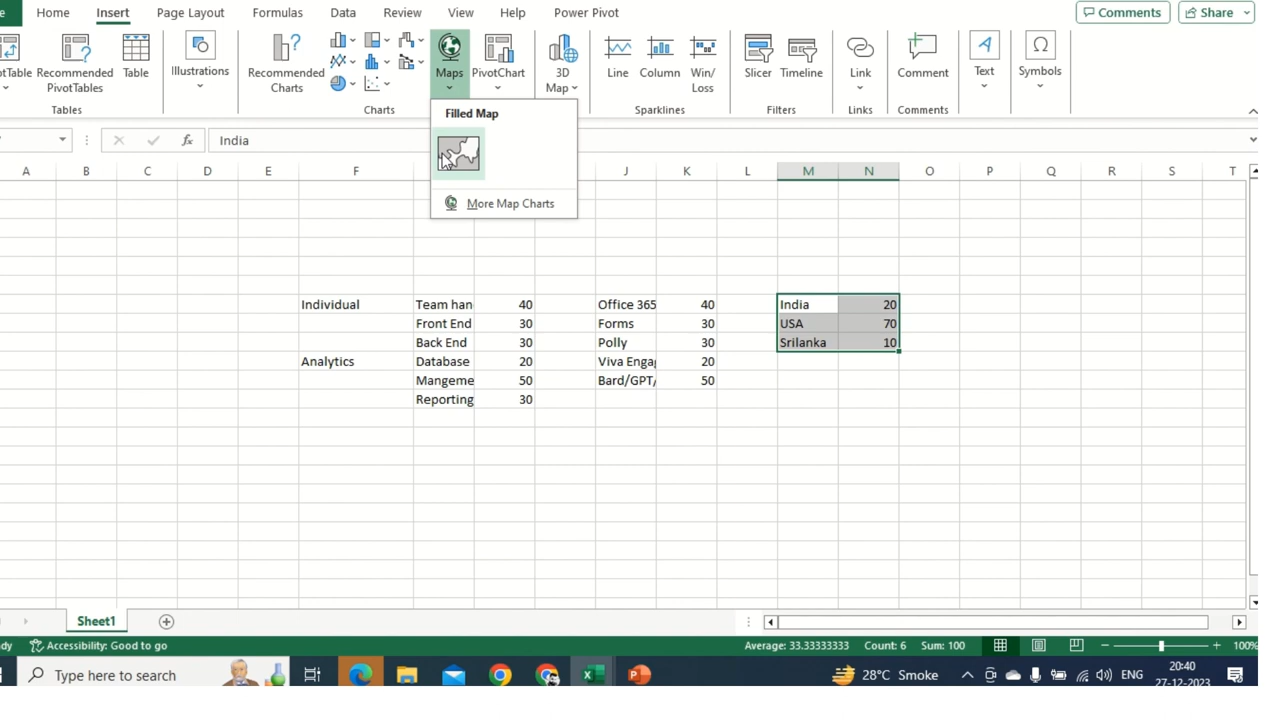 Home Insert Page Layout Formulas Data Review View Help Power Pivot Comments Share
Recommended PivotTables
Table
Illustrations
Recommended Charts
Maps
PivotChart
3D Map
Line
Column
Win/ Loss
Slicer
Timeline
Link
Comment
Text
Symbols
Tables
Charts
Sparklines
Filters
Links
Comments
Filled Map
More Map Charts
fx India
A B C D E F J K L M N O P Q R S T
Individual Team han 40 Office 365 40 India 20
Front End 30 Forms 30 USA 70
Back End 30 Polly 30 Srilanka 10
Analytics Database 20 Viva Enga 20
Mangeme 50 Bard/GPT/ 50
Reporting 30
Sheet1
Accessibility: Good to go Average: 33.33333333 Count: 6 Sum: 100 100%
Type here to search 28°C Smoke ENG 20:40
27-12-2023